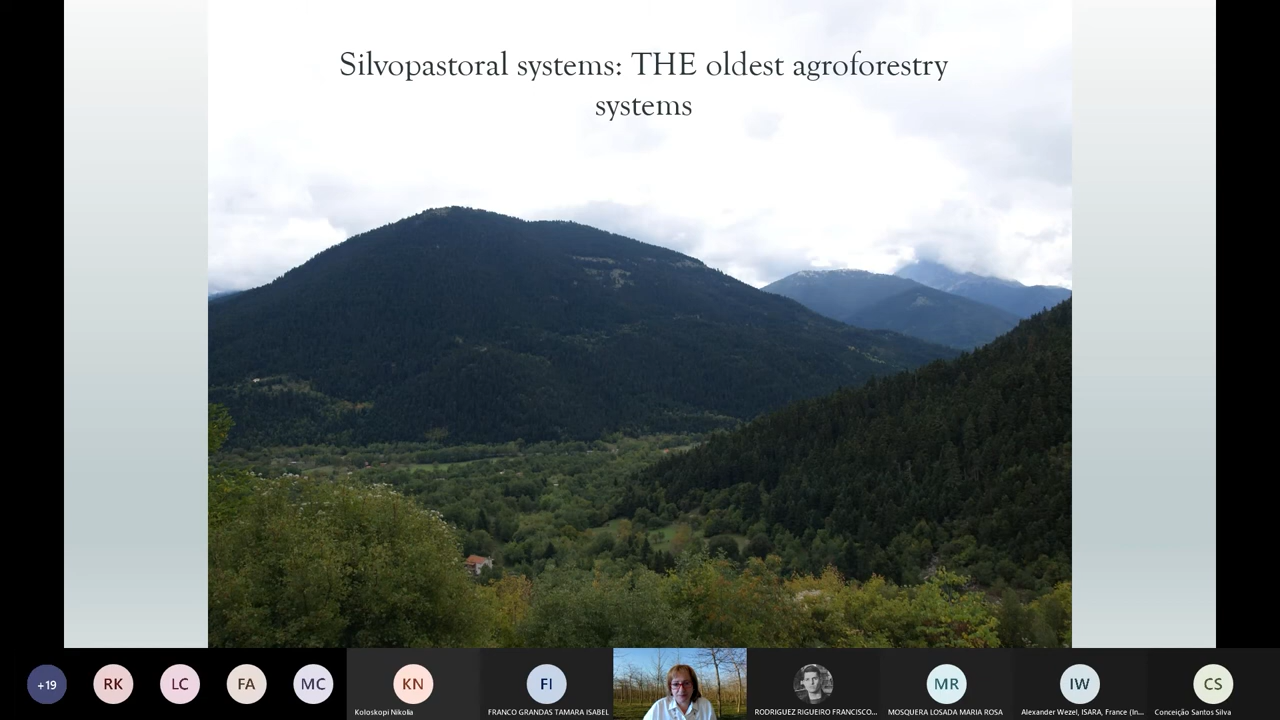 Silvopastoral systems: THE oldest agroforestry
systems
+19
RK
LC
FA
MC
KN
FI
MR
IW
CS
Koloskopi Nikolia
FRANCO GRANDAS TAMARA ISABEL
RODRIGUEZ RIGUEIRO FRANCISCO...
MOSQUERA LOSADA MARIA ROSA
Alexander Wezel, ISARA, France (In...
Conceição Santos Silva